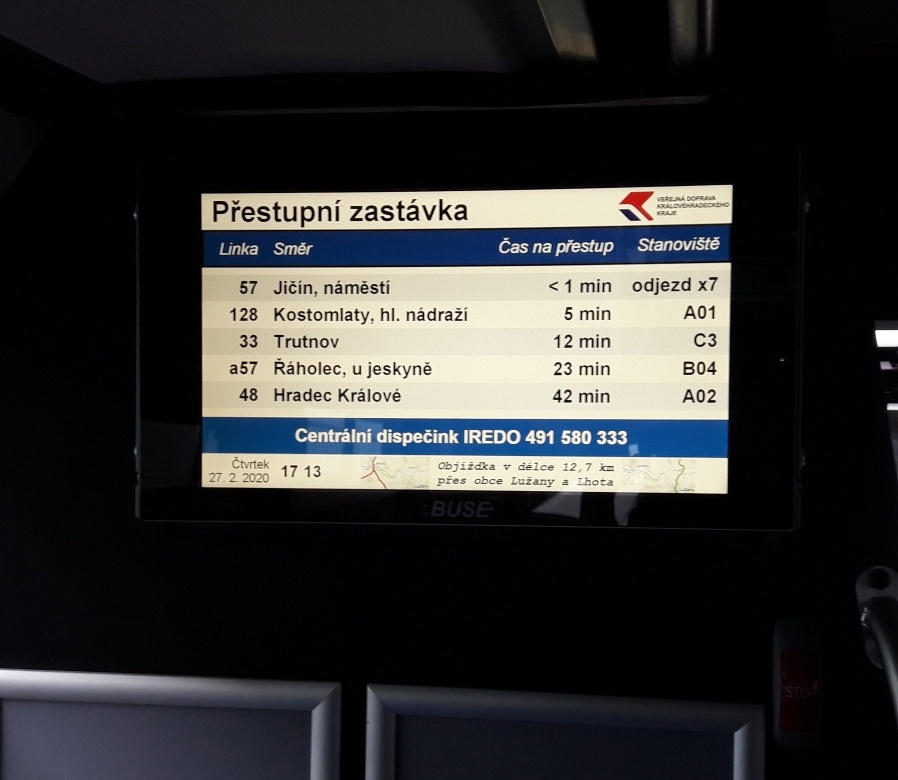 Přestupní zastávka
VEŘEJNÁ DOPRAVA
KRÁLOVÉHRADECKÉHO
KRAJE
Linka Směr Čas na přestup Stanoviště
57 Jičín, náměstí < 1 min odjezd x7
128 Kostomlaty, hl. nádraží 5 min A01
33 Trutnov 12 min C3
a57 Řáholec, u jeskyně 23 min B04
48 Hradec Králové 42 min A02
Centrální dispečink IREDO 491 580 333
Čtvrtek
27. 2. 2020
17 13
Objížďka v délce 12,7 km
přes obce Lužany a Lhota
BUSE
STOP